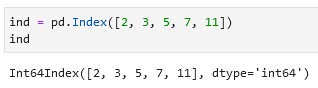 ind = pd.Index([2, 3, 5, 7, 11])
ind
Int64Index([2, 3, 5, 7, 11], dtype='int64')